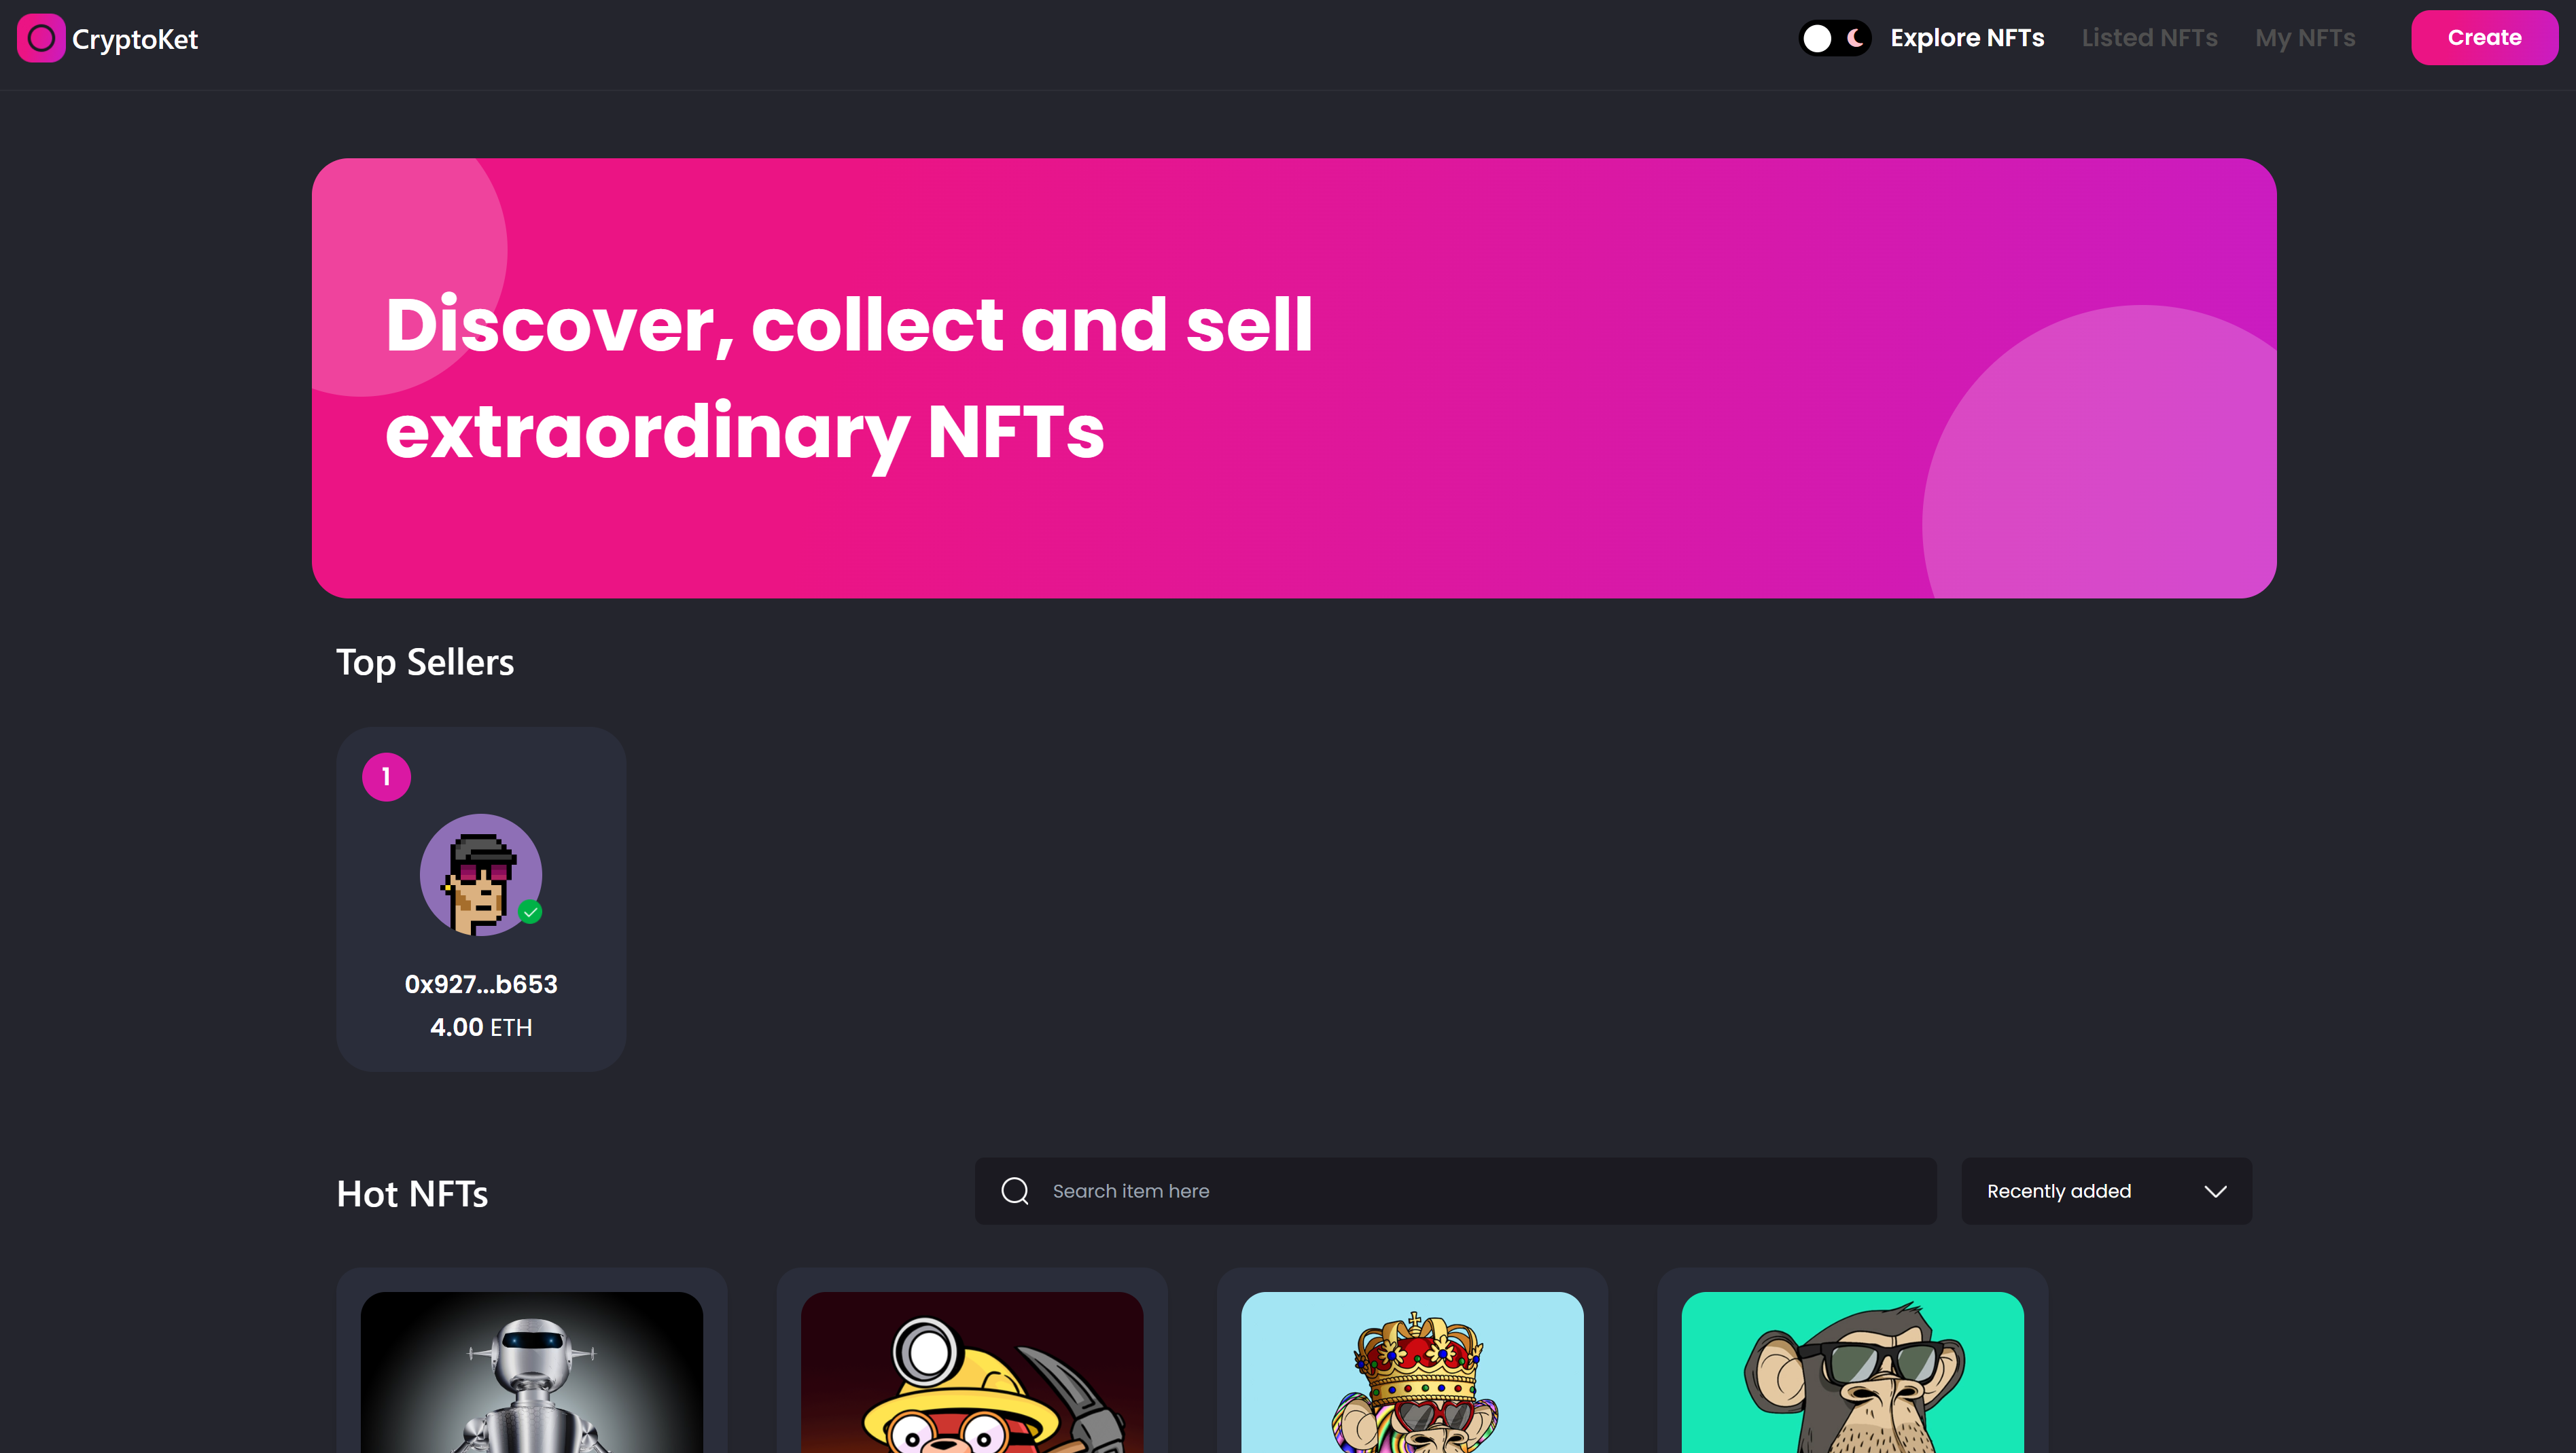 CryptoKet
Explore NFTs
Listed NFTs
My NFTs
Create
Discover, collect and sell
extraordinary NFTs
Top Sellers
1
0x927...b653
4.00 ETH
Hot NFTs
Search item here
Recently added